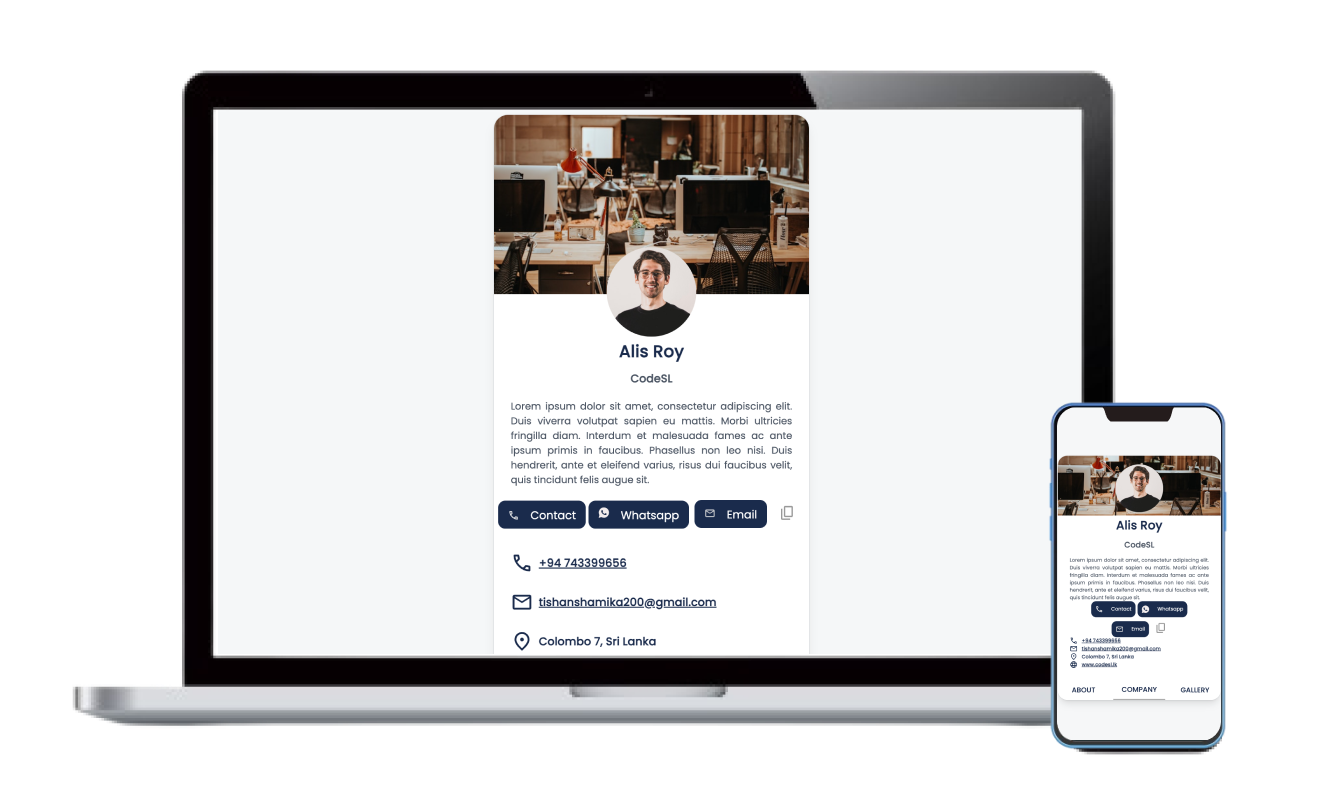 Alis Roy
CodeSL
Lorem ipsum dolor sit amet, consectetur adipiscing elit.
Duis viverra volutpat sapien eu mattis. Morbi ultricies
fringilla diam. Interdum et malesuada fames ac ante
ipsum primis in faucibus. Phasellus non leo nisi. Duis
hendrerit, ante et eleifend varius, risus dui faucibus velit,
quis tincidunt felis augue sit.
Contact Whatsapp Email
+94 743399656
tishanshamika200@gmail.com
Colombo 7, Sri Lanka
Alis Roy
CodeSL
Lorem ipsum dolor sit amet, consectetur adipiscing elit.
Duis viverra volutpat sapien eu mattis. Morbi ultricies
fringilla diam. Interdum et malesuada fames ac ante
ipsum primis in faucibus. Phasellus non leo nisi. Duis
hendrerit, ante et eleifend varius, risus dui faucibus velit,
quis tincidunt felis augue sit.
Contact Whatsapp
Email
+94 743399656
tishanshamika200@gmail.com
Colombo 7, Sri Lanka
www.codesl.lk
ABOUT COMPANY GALLERY